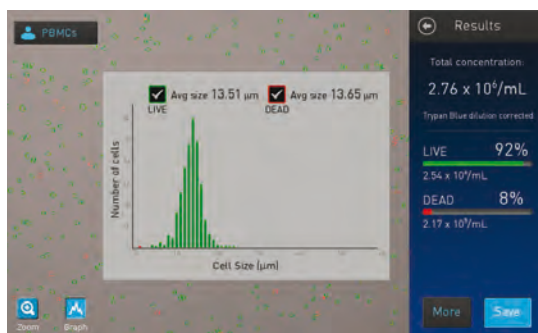 PBMCs
Results
Total concentration:
2.76 x 10⁶/mL
Trypan Blue dilution corrected
LIVE 92%
2.54 x 10⁶/mL
DEAD 8%
2.17 x 10⁵/mL
Avg size 13.51 µm
LIVE
Avg size 13.65 µm
DEAD
Number of cells
Cell Size (µm)
Zoom
Graph
More
Save